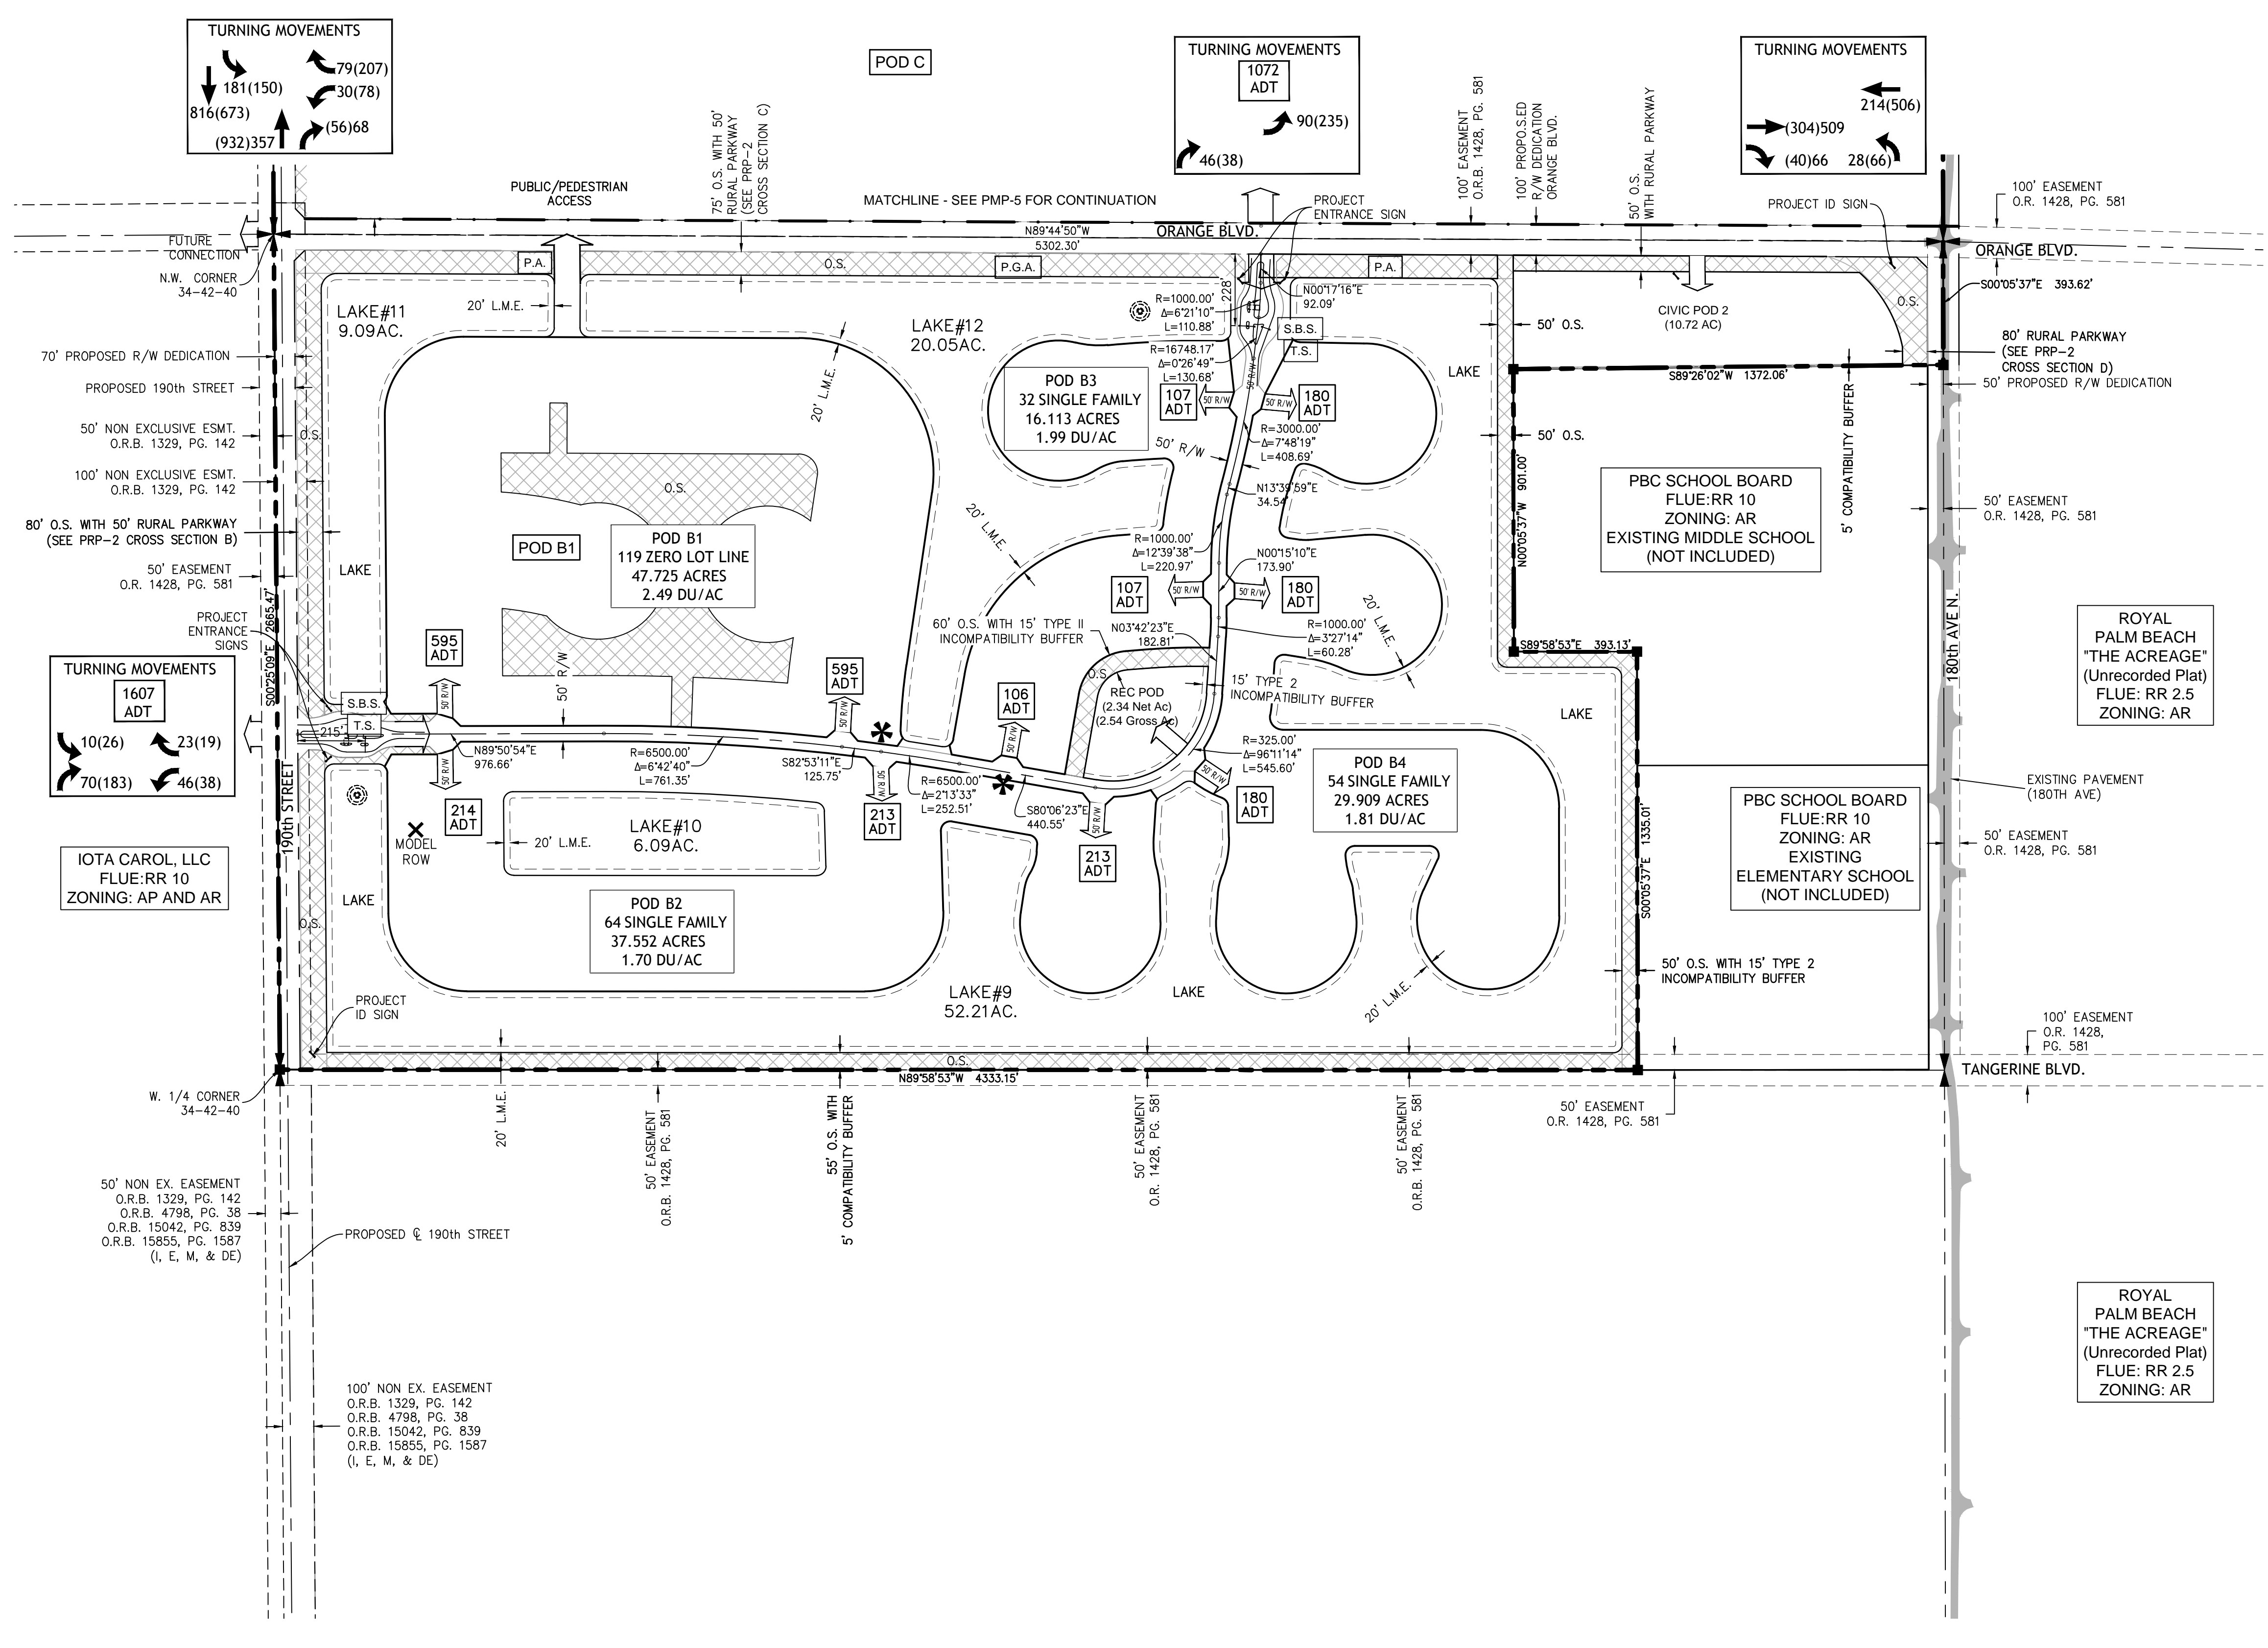 TURNING MOVEMENTS
79(207)
181(150)
30(78)
816(673)
(56)68
(932)357
POD C
TURNING MOVEMENTS
1072
ADT
90(235)
46(38)
TURNING MOVEMENTS
214(506)
(304)509
(40)66
28(66)
75' O.S. WITH 50'
RURAL PARKWAY
(SEE PRP-2
CROSS SECTION C)
100' EASEMENT
O.R.B. 1428, PG. 581
100' PROPO.S.ED
R/W DEDICATION
ORANGE BLVD.
50' O.S.
WITH RURAL PARKWAY
PUBLIC/PEDESTRIAN
ACCESS
MATCHLINE - SEE PMP-5 FOR CONTINUATION
PROJECT
ENTRANCE SIGN
PROJECT ID SIGN
100' EASEMENT
O.R. 1428, PG. 581
FUTURE
CONNECTION
N89°44'50"W
5302.30'
ORANGE BLVD.
ORANGE BLVD.
N.W. CORNER
34-42-40
P.A.
O.S.
P.G.A.
P.A.
S00°05'37"E 393.62'
O.S.
LAKE#11
9.09AC.
20' L.M.E.
LAKE#12
20.05AC.
228'
R=1000.00'
Δ=6°21'10"
L=110.88'
N00°17'16"E
92.09'
S.B.S.
T.S.
50' O.S.
CIVIC POD 2
(10.72 AC)
70' PROPOSED R/W DEDICATION
PROPOSED 190th STREET
R=16748.17'
Δ=0°26'49"
L=130.68'
50' R/W
80' RURAL PARKWAY
(SEE PRP-2
CROSS SECTION D)
50' PROPOSED R/W DEDICATION
S89°26'02"W 1372.06'
LAKE
20' L.M.E.
POD B3
32 SINGLE FAMILY
16.113 ACRES
1.99 DU/AC
107
ADT
50' R/W
50' R/W
180
ADT
5' COMPATIBILITY BUFFER
50' NON EXCLUSIVE ESMT.
O.R.B. 1329, PG. 142
O.S.
R=3000.00'
Δ=7°48'19"
L=408.69'
50' R/W
50' O.S.
100' NON EXCLUSIVE ESMT.
O.R.B. 1329, PG. 142
O.S.
N13°39'59"E
34.54'
N00°05'37"W 901.00'
PBC SCHOOL BOARD
FLUE:RR 10
ZONING: AR
EXISTING MIDDLE SCHOOL
(NOT INCLUDED)
50' EASEMENT
O.R. 1428, PG. 581
80' O.S. WITH 50' RURAL PARKWAY
(SEE PRP-2 CROSS SECTION B)
POD B1
POD B1
119 ZERO LOT LINE
47.725 ACRES
2.49 DU/AC
20' L.M.E.
R=1000.00'
Δ=12°39'38"
L=220.97'
N00°15'10"E
173.90'
50' EASEMENT
O.R. 1428, PG. 581
LAKE
107
ADT
50' R/W
50' R/W
180
ADT
20' L.M.E.
S00°25'09"E 2665.47'
PROJECT
ENTRANCE
SIGNS
60' O.S. WITH 15' TYPE II
INCOMPATIBILITY BUFFER
N03°42'23"E
182.81'
R=1000.00'
Δ=3°27'14"
L=60.28'
S89°58'53"E 393.13'
180th AVE N.
ROYAL
PALM BEACH
"THE ACREAGE"
(Unrecorded Plat)
FLUE: RR 2.5
ZONING: AR
TURNING MOVEMENTS
1607
ADT
10(26)
23(19)
70(183)
46(38)
595
ADT
50' R/W
50' R/W
595
ADT
50' R/W
106
ADT
50' R/W
O.S.
REC POD
(2.34 Net Ac)
(2.54 Gross Ac)
15' TYPE 2
INCOMPATIBILITY BUFFER
LAKE
S.B.S.
T.S.
215'
N89°50'54"E
976.66'
R=6500.00'
Δ=6°42'40"
L=761.35'
S82°53'11"E
125.75'
R=6500.00'
Δ=2°13'33"
L=252.51'
S80°06'23"E
440.55'
R=325.00'
Δ=96°11'14"
L=545.60'
50' R/W
180
ADT
POD B4
54 SINGLE FAMILY
29.909 ACRES
1.81 DU/AC
50' R/W
214
ADT
50' R/W
213
ADT
50' R/W
213
ADT
EXISTING PAVEMENT
(180TH AVE)
190th STREET
MODEL
ROW
20' L.M.E.
LAKE#10
6.09AC.
PBC SCHOOL BOARD
FLUE:RR 10
ZONING: AR
EXISTING
ELEMENTARY SCHOOL
(NOT INCLUDED)
50' EASEMENT
O.R. 1428, PG. 581
IOTA CAROL, LLC
FLUE:RR 10
ZONING: AP AND AR
LAKE
O.S.
POD B2
64 SINGLE FAMILY
37.552 ACRES
1.70 DU/AC
S00°05'37"E 1335.01'
50' O.S. WITH 15' TYPE 2
INCOMPATIBILITY BUFFER
PROJECT
ID SIGN
LAKE#9
52.21AC.
LAKE
20' L.M.E.
100' EASEMENT
O.R. 1428,
PG. 581
O.S.
N89°58'53"W 4333.15'
TANGERINE BLVD.
W. 1/4 CORNER
34-42-40
20' L.M.E.
50' EASEMENT
O.R.B. 1428, PG. 581
55' O.S. WITH
5' COMPATIBILITY BUFFER
50' EASEMENT
O.R. 1428, PG. 581
50' EASEMENT
O.R.B. 1428, PG. 581
50' EASEMENT
O.R. 1428, PG. 581
50' NON EX. EASEMENT
O.R.B. 1329, PG. 142
O.R.B. 4798, PG. 38
O.R.B. 15042, PG. 839
O.R.B. 15855, PG. 1587
(I, E, M, & DE)
PROPOSED ℄ 190th STREET
ROYAL
PALM BEACH
"THE ACREAGE"
(Unrecorded Plat)
FLUE: RR 2.5
ZONING: AR
100' NON EX. EASEMENT
O.R.B. 1329, PG. 142
O.R.B. 4798, PG. 38
O.R.B. 15042, PG. 839
O.R.B. 15855, PG. 1587
(I, E, M, & DE)